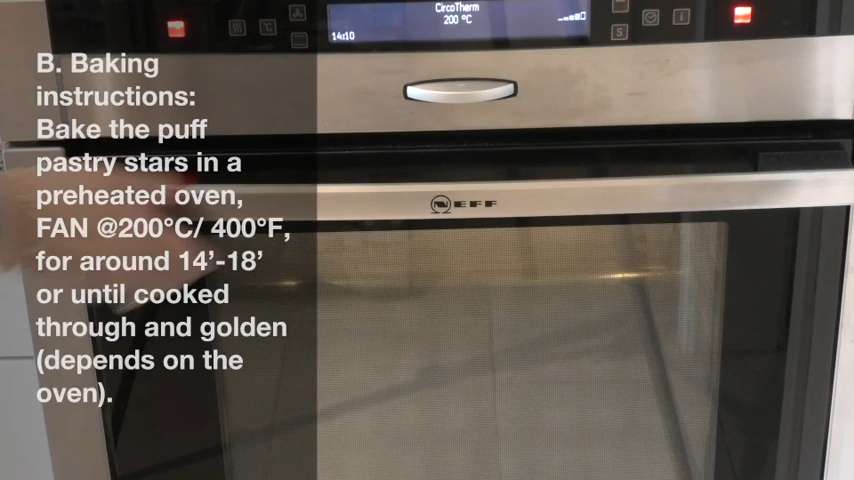 CircoTherm
200 °C
14:10
S
i
B. Baking
instructions:
Bake the puff
pastry stars in a
preheated oven,
FAN @200°C/ 400°F,
for around 14’-18’
or until cooked
through and golden
(depends on the
oven).
NEFF